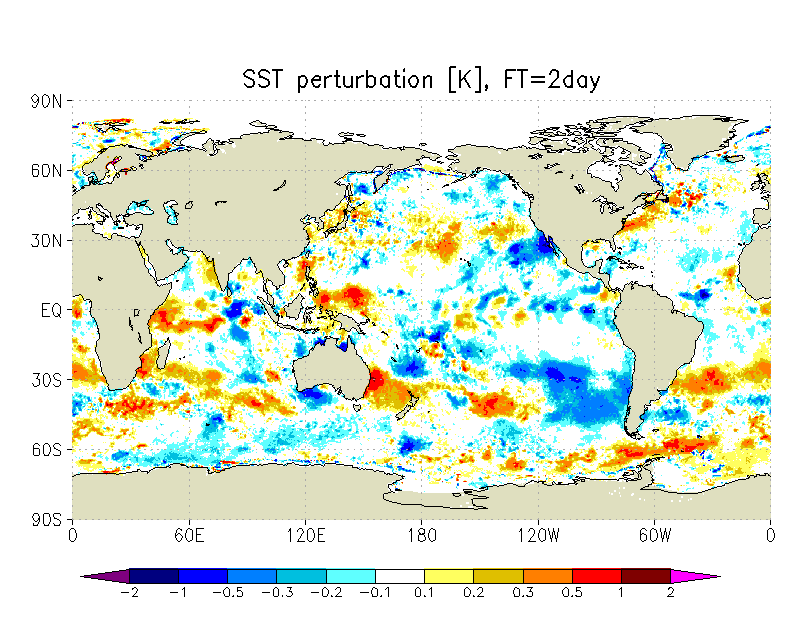 SST perturbation [K], FT=2day
90N
60N
30N
EQ
30S
60S
90S
0 60E 120E 180 120W 60W 0
-2 -1 -0.5 -0.3 -0.2 -0.1 0.1 0.2 0.3 0.5 1 2